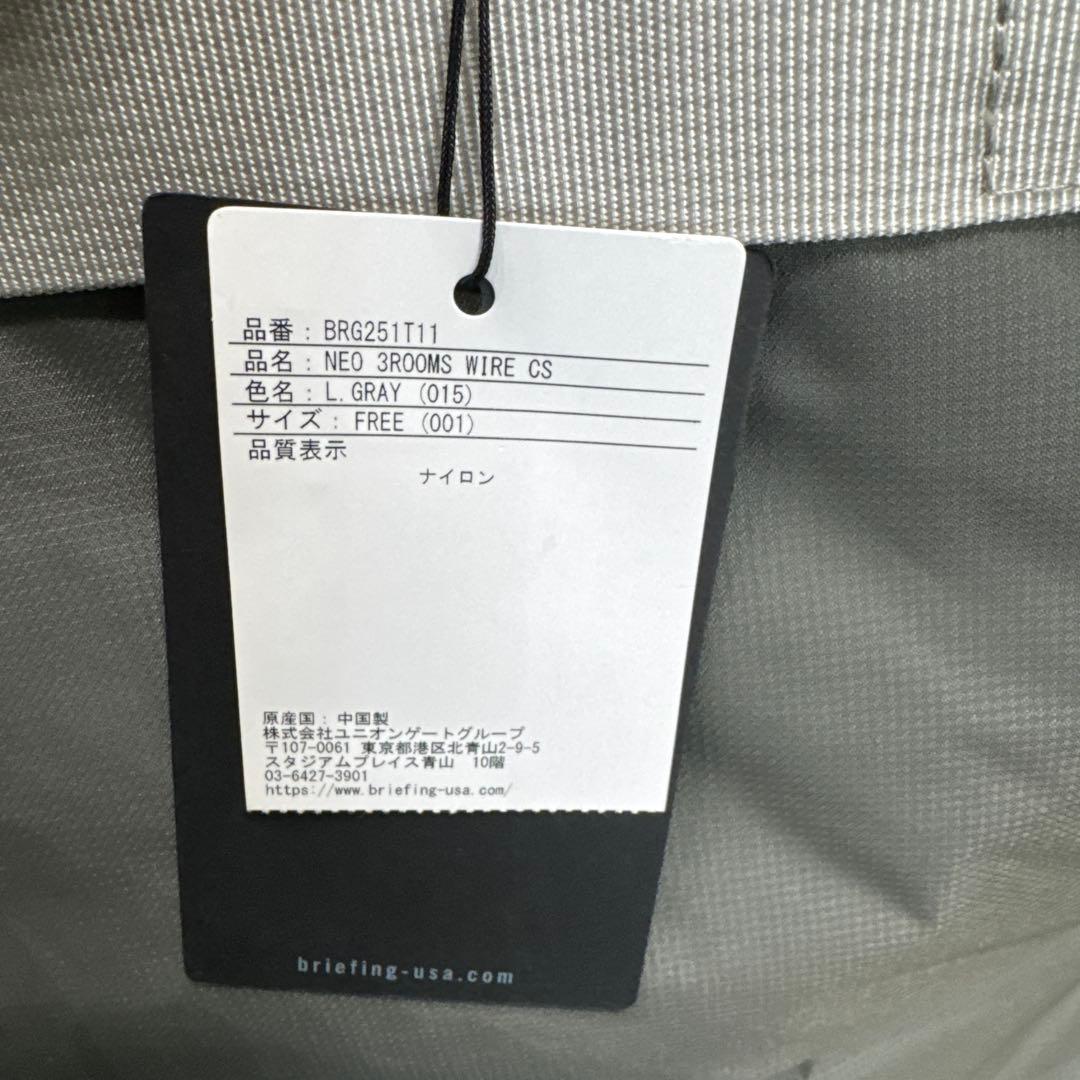 品番 : BRG251T11
品名 : NEO 3ROOMS WIRE CS
色名 : L.GRAY (015)
サイズ : FREE (001)
品質表示
ナイロン
原産国 : 中国製
株式会社ユニオンゲートグループ
〒107-0061 東京都港区北青山2-9-5
スタジアムプレイス青山 10階
03-6427-3901
https://www.briefing-usa.com/
briefing-usa.com